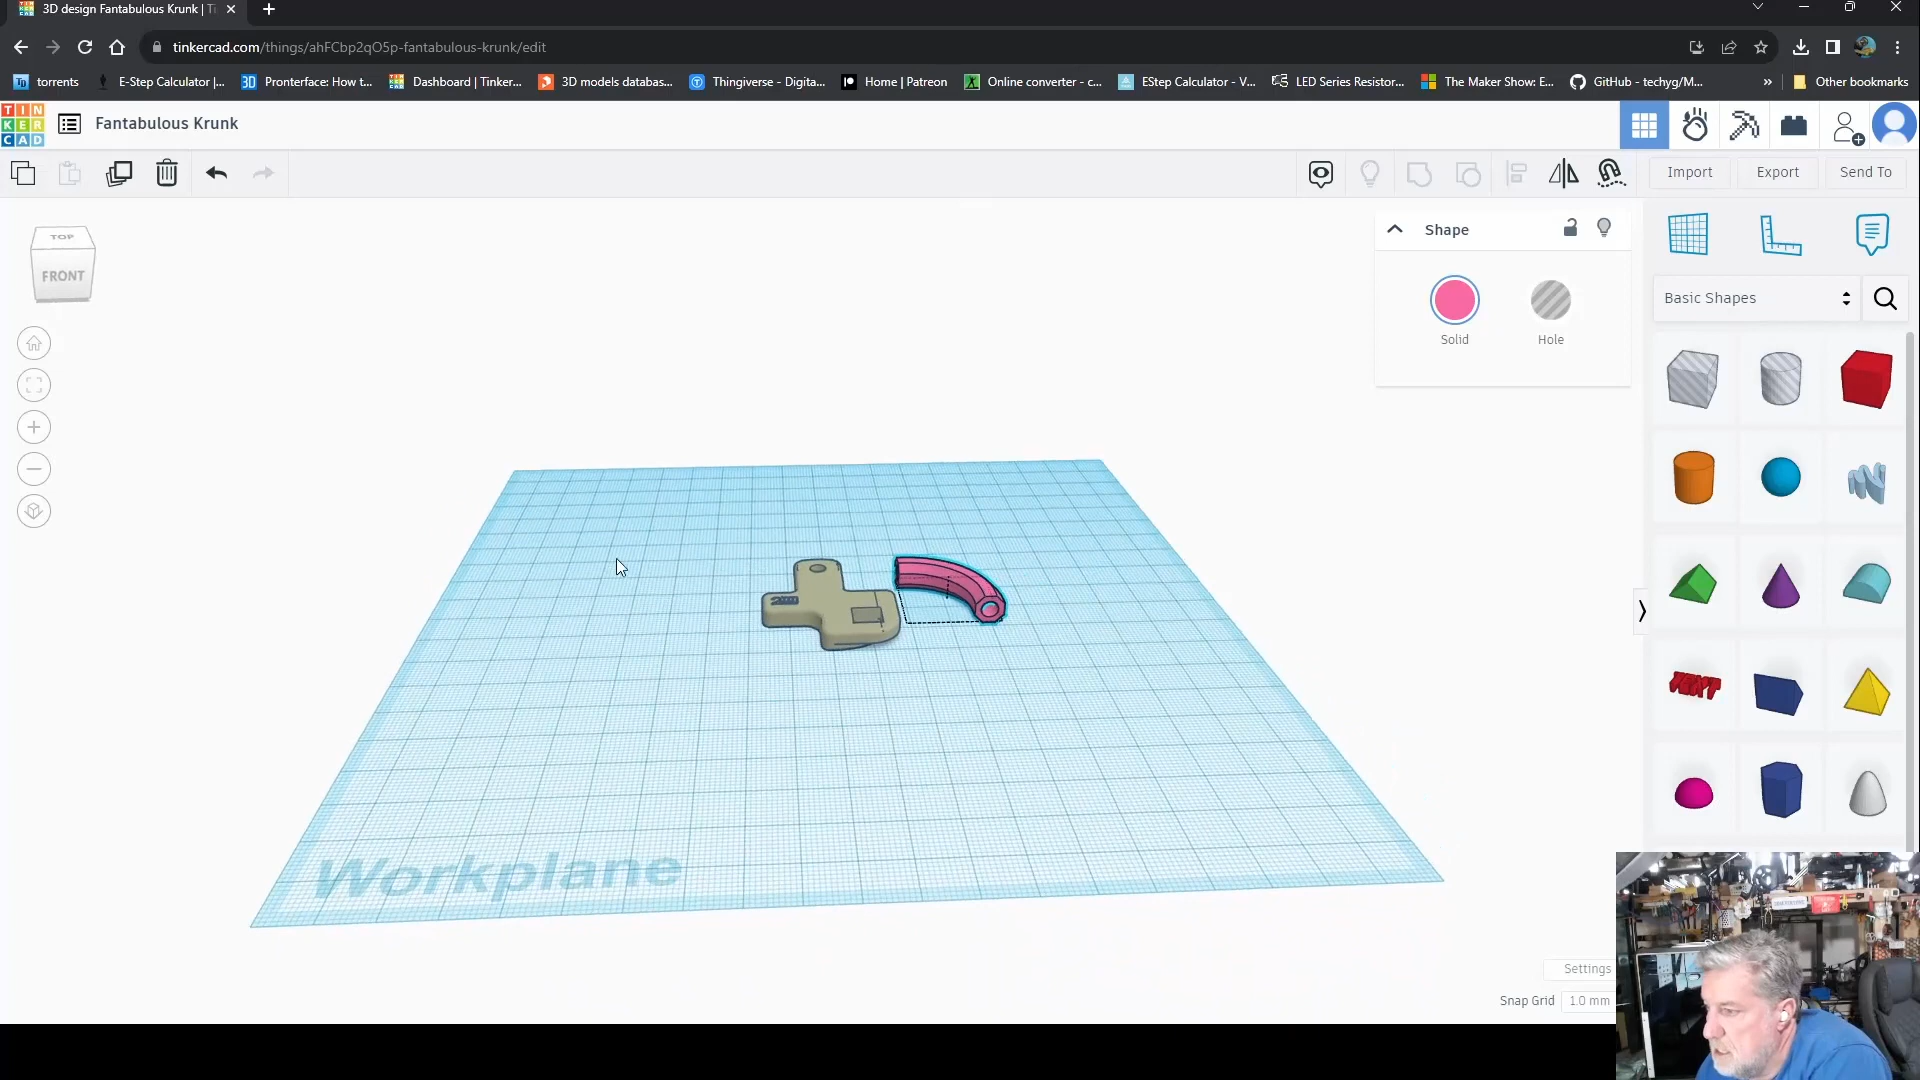 3D design Fantabulous Krunk | Ti
tinkercad.com/things/ahFCbp2qO5p-fantabulous-krunk/edit
torrents
E-Step Calculator |...
Pronterface: How t...
Dashboard | Tinker...
3D models databas...
Thingiverse - Digita...
Home | Patreon
Online converter - c...
EStep Calculator - V...
LED Series Resistor...
The Maker Show: E...
GitHub - techyg/M...
»
Other bookmarks
TIN
KER
CAD
Fantabulous Krunk
Import
Export
Send To
TOP
FRONT
Shape
Solid
Hole
Basic Shapes
TEXT
Workplane
Settings
Snap Grid
1.0 mm